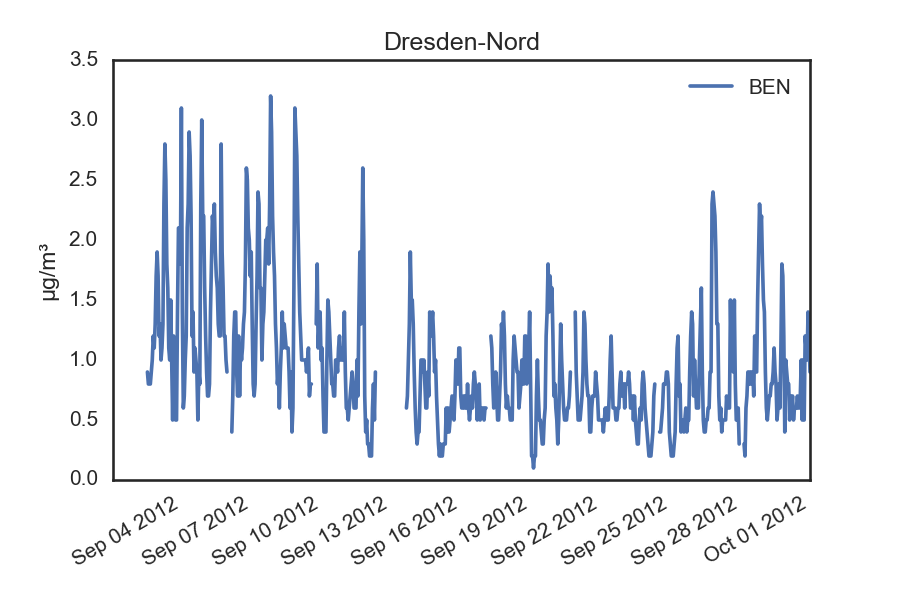 Dresden-Nord
BEN
µg/m³
3.5
3.0
2.5
2.0
1.5
1.0
0.5
0.0
Sep 04 2012
Sep 07 2012
Sep 10 2012
Sep 13 2012
Sep 16 2012
Sep 19 2012
Sep 22 2012
Sep 25 2012
Sep 28 2012
Oct 01 2012